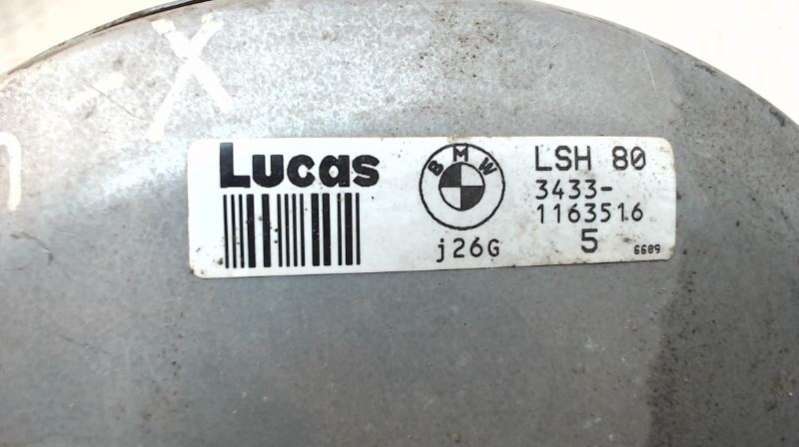 -X
Lucas
BMW
LSH 80
3433-
1163516
j26G
5
6609